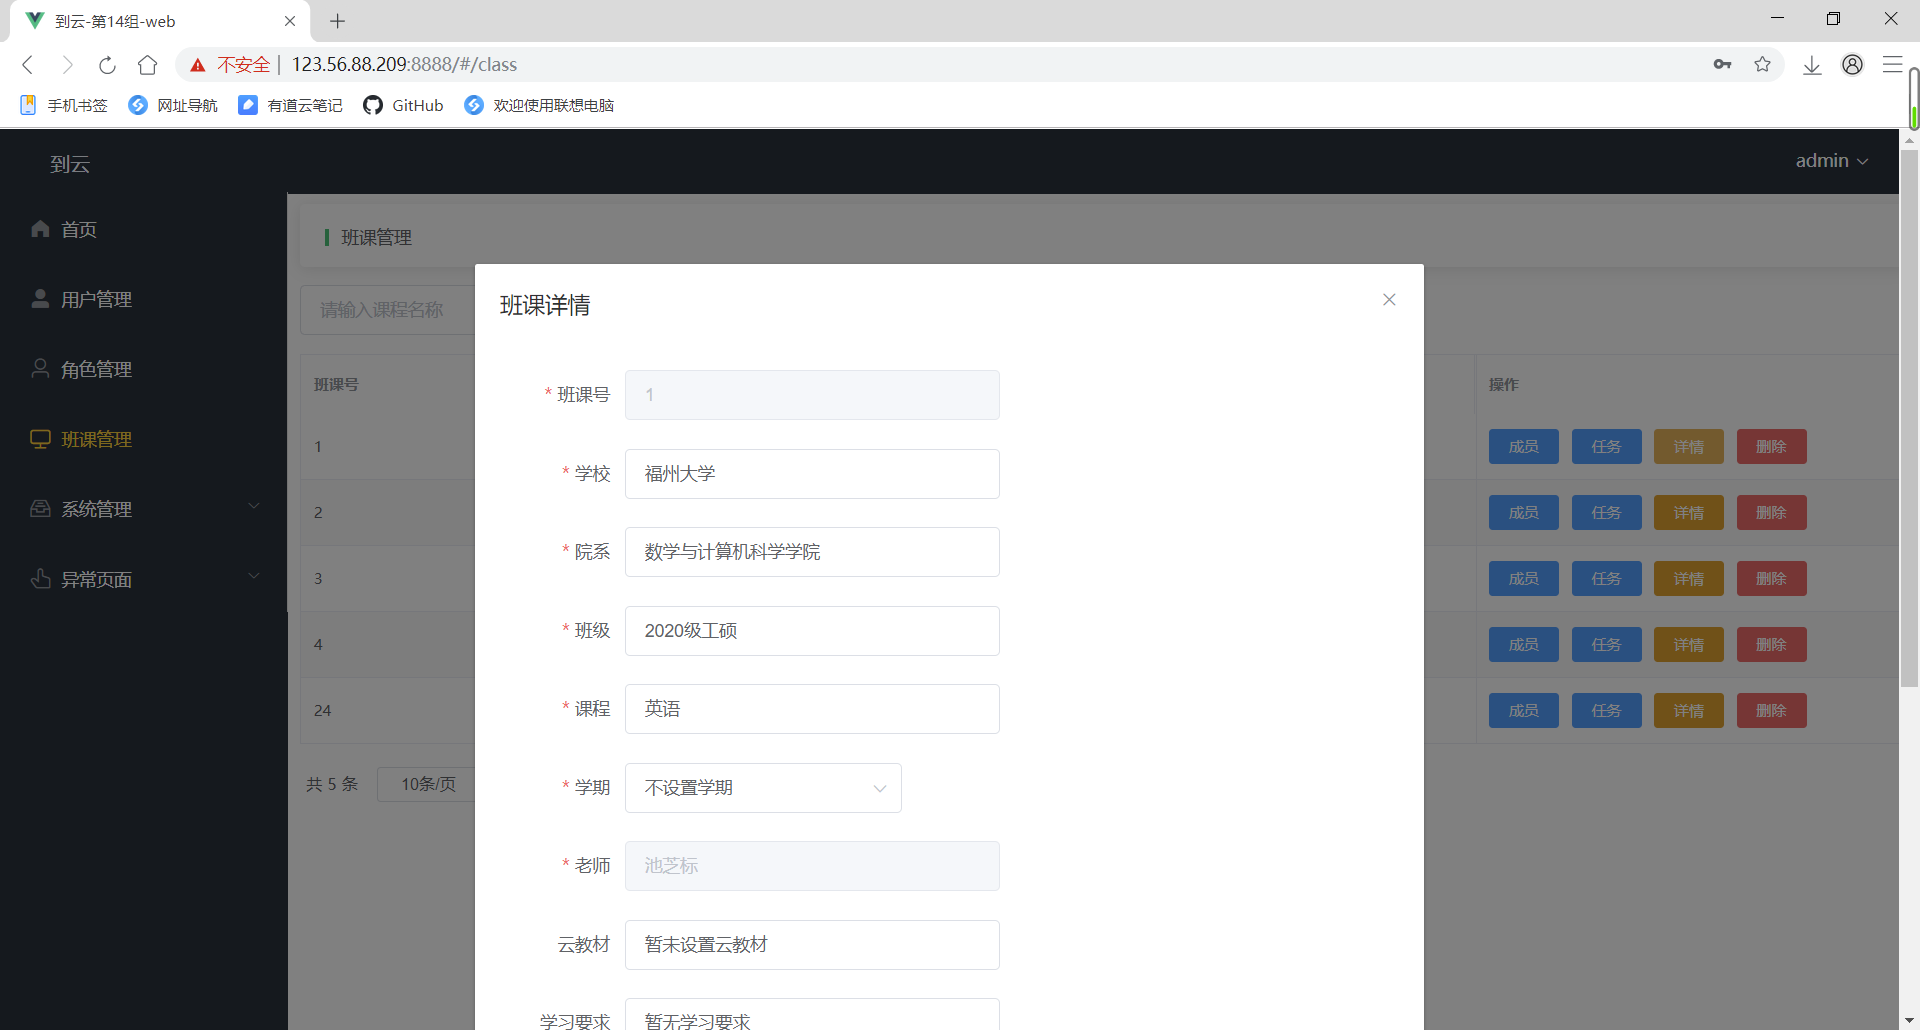 到云-第14组-web
不安全 | 123.56.88.209:8888/#/class
手机书签 网址导航 有道云笔记 GitHub 欢迎使用联想电脑
到云 admin
首页
用户管理
角色管理
班课管理
系统管理
异常页面
班课管理
请输入课程名称
班课号 操作
1 成员 任务 详情 删除
2 成员 任务 详情 删除
3 成员 任务 详情 删除
4 成员 任务 详情 删除
24 成员 任务 详情 删除
共 5 条 10条/页
班课详情
* 班课号 1
* 学校 福州大学
* 院系 数学与计算机科学学院
* 班级 2020级工硕
* 课程 英语
* 学期 不设置学期
* 老师 池芝标
云教材 暂未设置云教材
学习要求 暂无学习要求